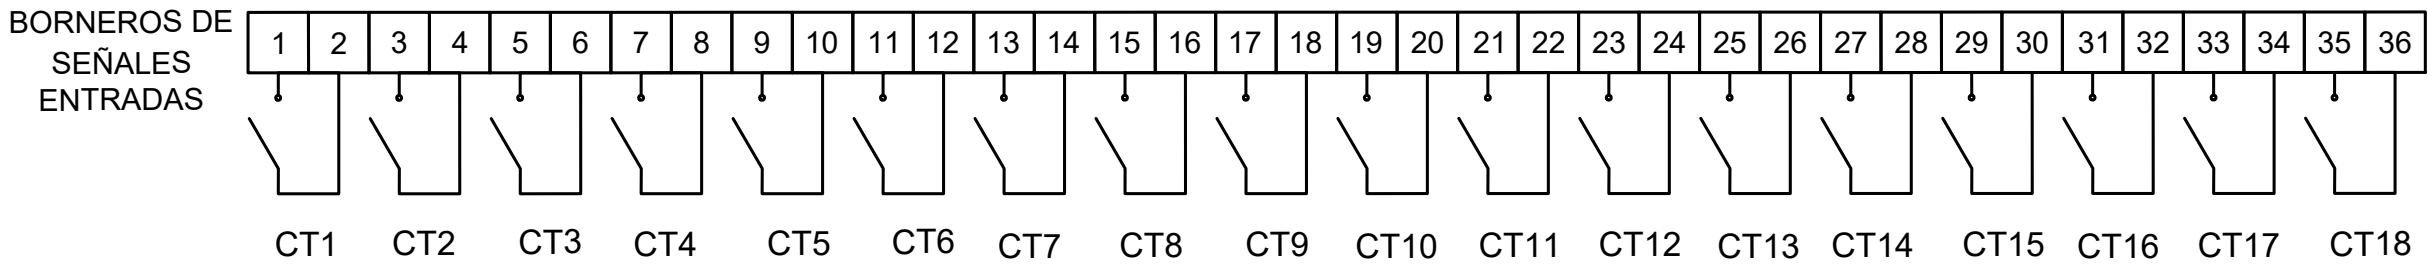 BORNEROS DE
SEÑALES
ENTRADAS
1 2 3 4 5 6 7 8 9 10 11 12 13 14 15 16 17 18 19 20 21 22 23 24 25 26 27 28 29 30 31 32 33 34 35 36
CT1 CT2 CT3 CT4 CT5 CT6 CT7 CT8 CT9 CT10 CT11 CT12 CT13 CT14 CT15 CT16 CT17 CT18